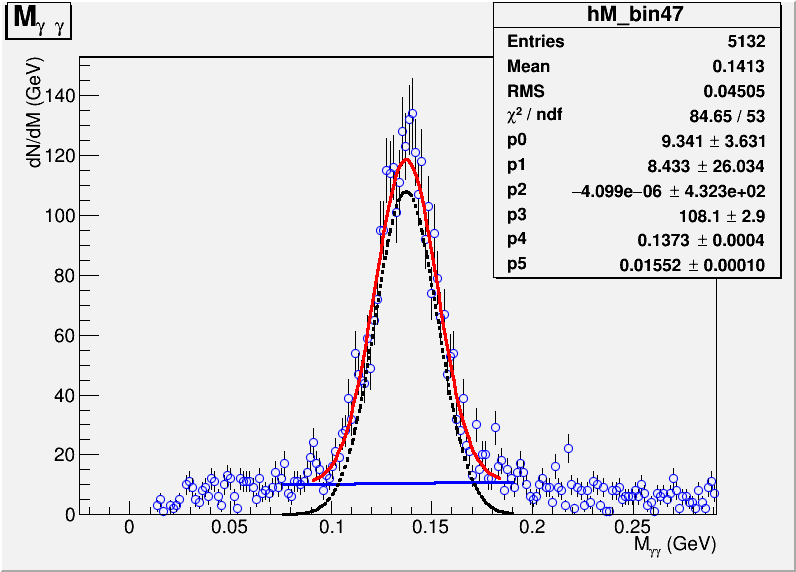 M γ γ
hM_bin47
Entries 5132
Mean 0.1413
RMS 0.04505
χ² / ndf 84.65 / 53
p0 9.341 ± 3.631
p1 8.433 ± 26.034
p2 −4.099e−06 ± 4.323e+02
p3 108.1 ± 2.9
p4 0.1373 ± 0.0004
p5 0.01552 ± 0.00010
dN/dM (GeV)
140
120
100
80
60
40
20
0
0 0.05 0.1 0.15 0.2 0.25
Mγγ (GeV)